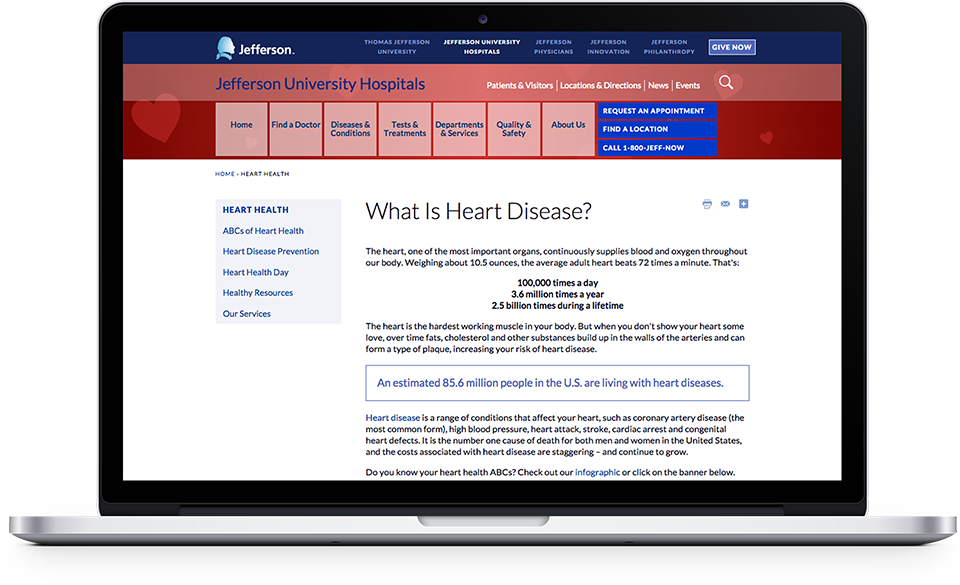 Jefferson.
THOMAS JEFFERSON
UNIVERSITY
JEFFERSON UNIVERSITY
HOSPITALS
JEFFERSON
PHYSICIANS
JEFFERSON
INNOVATION
JEFFERSON
PHILANTHROPY
GIVE NOW
Jefferson University Hospitals
Patients & Visitors | Locations & Directions | News | Events
Home
Find a Doctor
Diseases &
Conditions
Tests &
Treatments
Departments
& Services
Quality &
Safety
About Us
REQUEST AN APPOINTMENT
FIND A LOCATION
CALL 1-800-JEFF-NOW
HOME › HEART HEALTH
HEART HEALTH
ABCs of Heart Health
Heart Disease Prevention
Heart Health Day
Healthy Resources
Our Services
What Is Heart Disease?
The heart, one of the most important organs, continuously supplies blood and oxygen throughout
our body. Weighing about 10.5 ounces, the average adult heart beats 72 times a minute. That's:
100,000 times a day
3.6 million times a year
2.5 billion times during a lifetime
The heart is the hardest working muscle in your body. But when you don't show your heart some
love, over time fats, cholesterol and other substances build up in the walls of the arteries and can
form a type of plaque, increasing your risk of heart disease.
An estimated 85.6 million people in the U.S. are living with heart diseases.
Heart disease is a range of conditions that affect your heart, such as coronary artery disease (the
most common form), high blood pressure, heart attack, stroke, cardiac arrest and congenital
heart defects. It is the number one cause of death for both men and women in the United States,
and the costs associated with heart disease are staggering – and continue to grow.
Do you know your heart health ABCs? Check out our infographic or click on the banner below.